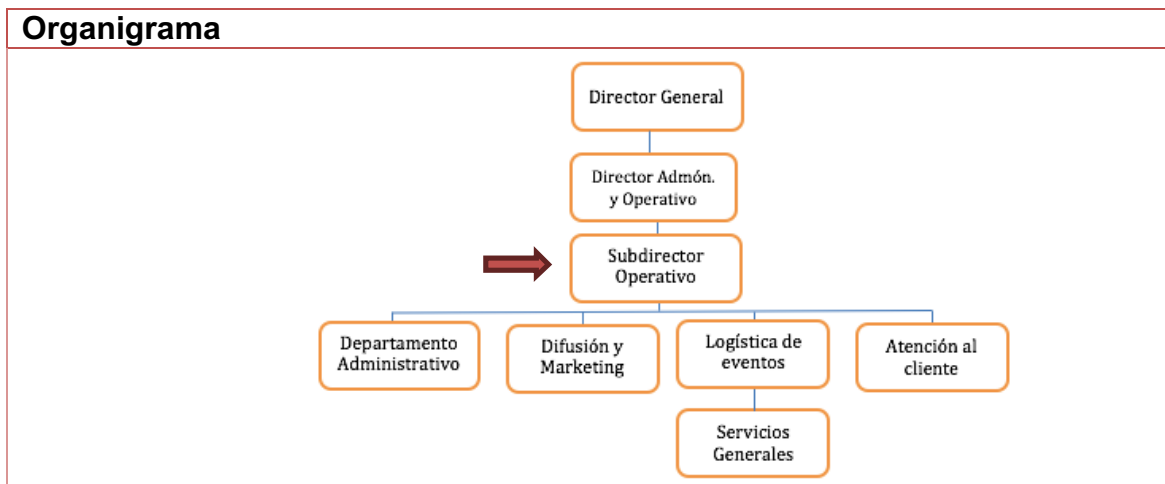 Organigrama
Director General
Director Admón.
y Operativo
Subdirector
Operativo
Departamento
Administrativo
Difusión y
Marketing
Logística de
eventos
Atención al
cliente
Servicios
Generales